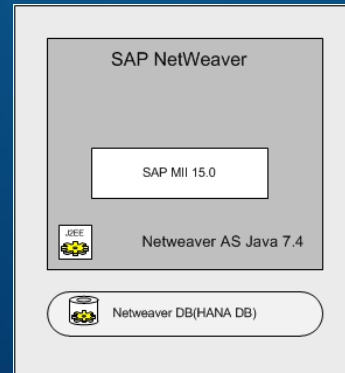 SAP NetWeaver
SAP MII 15.0
J2EE
Netweaver AS Java 7.4
Netweaver DB(HANA DB)